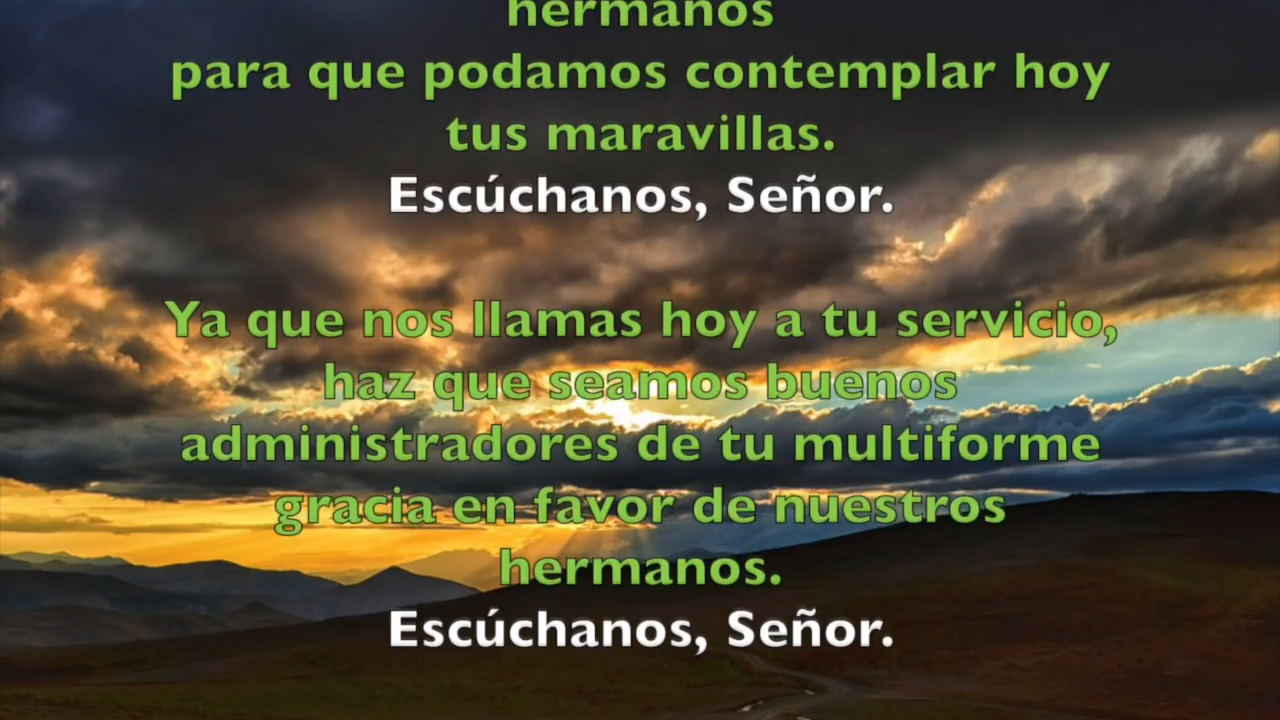 hermanos
para que podamos contemplar hoy
tus maravillas.
Escúchanos, Señor.
Ya que nos llamas hoy a tu servicio,
haz que seamos buenos
administradores de tu multiforme
gracia en favor de nuestros
hermanos.
Escúchanos, Señor.